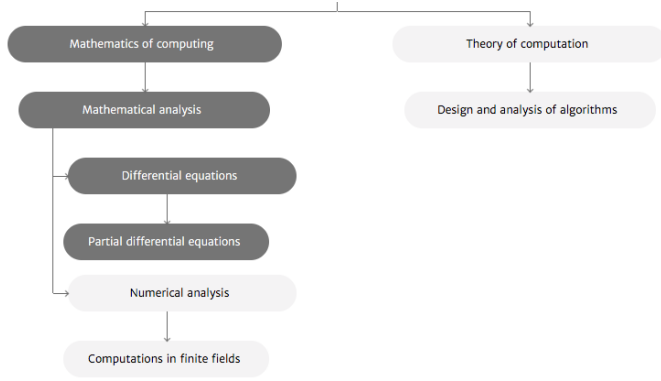 Mathematics of computing
Theory of computation
Mathematical analysis
Design and analysis of algorithms
Differential equations
Partial differential equations
Numerical analysis
Computations in finite fields